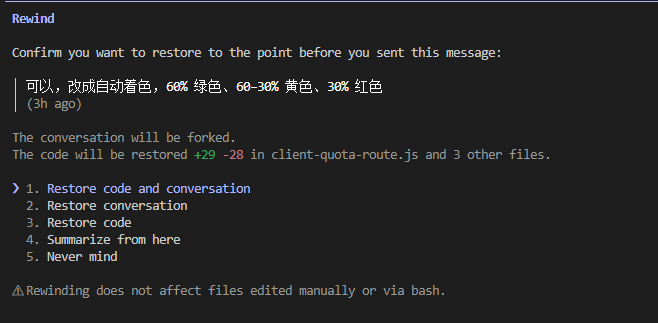 Rewind
Confirm you want to restore to the point before you sent this message:
可以，改成自动着色，60% 绿色、60-30% 黄色、30% 红色
(3h ago)
The conversation will be forked.
The code will be restored +29 -28 in client-quota-route.js and 3 other files.
❯ 1. Restore code and conversation
2. Restore conversation
3. Restore code
4. Summarize from here
5. Never mind
⚠Rewinding does not affect files edited manually or via bash.